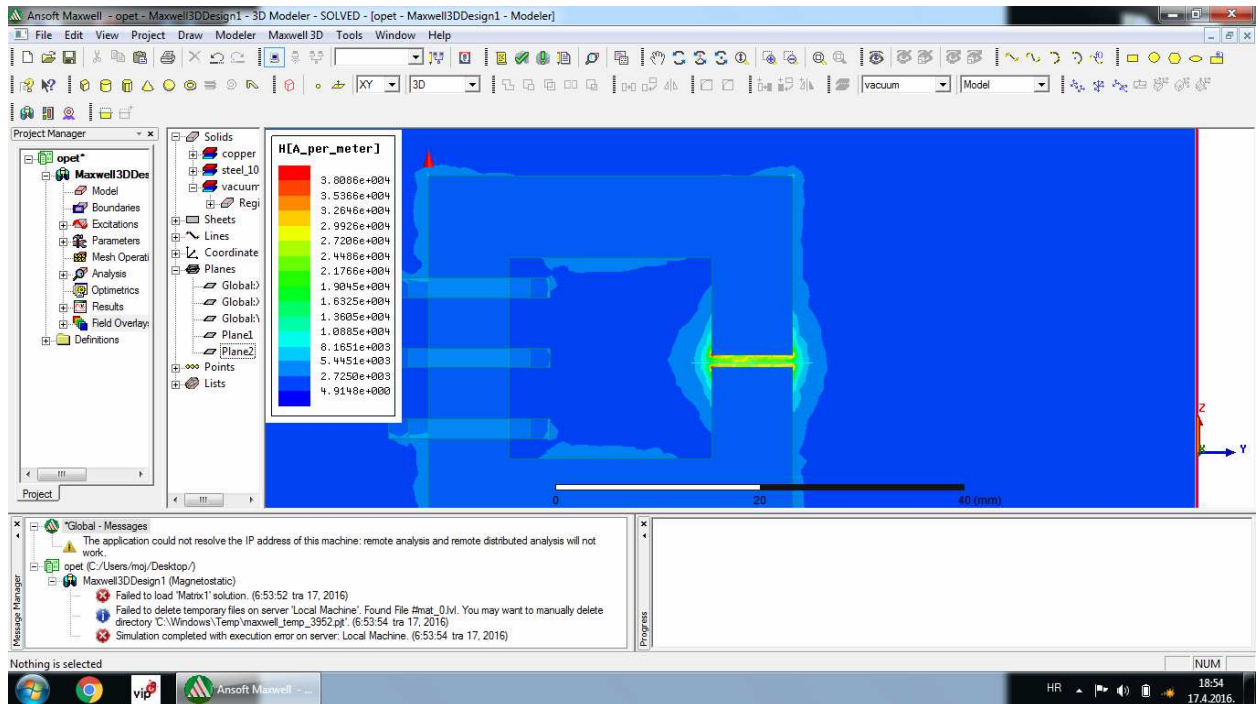 Ansoft Maxwell - opet - Maxwell3DDesign1 - 3D Modeler - SOLVED - [opet - Maxwell3DDesign1 - Modeler]
File Edit View Project Draw Modeler Maxwell 3D Tools Window Help
XY 3D vacuum Model
Project Manager
opet*
Maxwell3DDes
Model
Boundaries
Excitations
Parameters
Mesh Operati
Analysis
Optimetrics
Results
Field Overlay:
Definitions
Project
Solids
copper
steel_10
vacuum
Regi
Sheets
Lines
Coordinate
Planes
Global:
Global:
Global:
Plane1
Plane2
Points
Lists
H[A_per_meter]
3.8086e+004
3.5366e+004
3.2646e+004
2.9926e+004
2.7206e+004
2.4486e+004
2.1766e+004
1.9045e+004
1.6325e+004
1.3605e+004
1.0885e+004
8.1651e+003
5.4451e+003
2.7250e+003
4.9148e+000
Z
Y
0 20 40 (mm)
Message Manager
*Global - Messages
The application could not resolve the IP address of this machine: remote analysis and remote distributed analysis will not
work.
opet (C:/Users/moj/Desktop/)
Maxwell3DDesign1 (Magnetostatic)
Failed to load 'Matrix1' solution. (6:53:52 tra 17, 2016)
Failed to delete temporary files on server 'Local Machine'. Found File #mat_0.lvl. You may want to manually delete
directory 'C:\Windows\Temp\maxwell_temp_3952.pjt'. (6:53:54 tra 17, 2016)
Simulation completed with execution error on server: Local Machine. (6:53:54 tra 17, 2016)
Progress
Nothing is selected
NUM
vip
Ansoft Maxwell - ...
HR
18:54
17.4.2016.